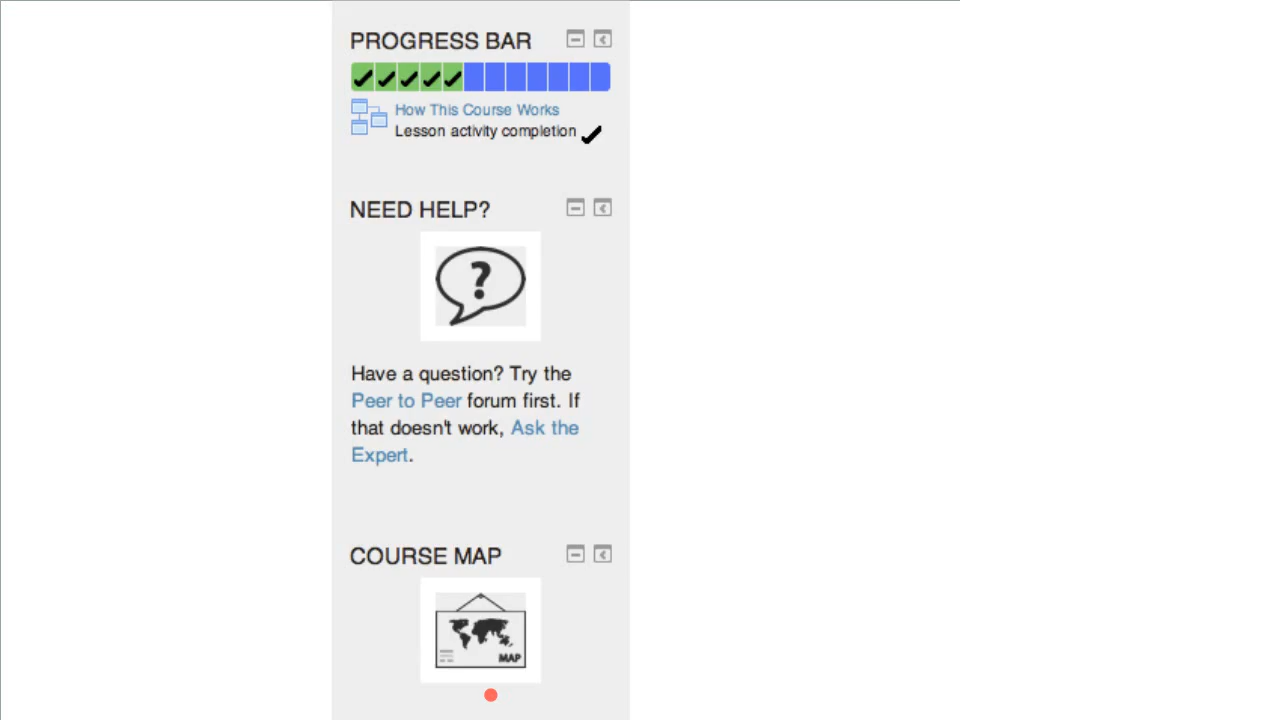 PROGRESS BAR
How This Course Works
Lesson activity completion
NEED HELP?
?
Have a question? Try the
Peer to Peer forum first. If
that doesn't work, Ask the
Expert.
COURSE MAP
MAP